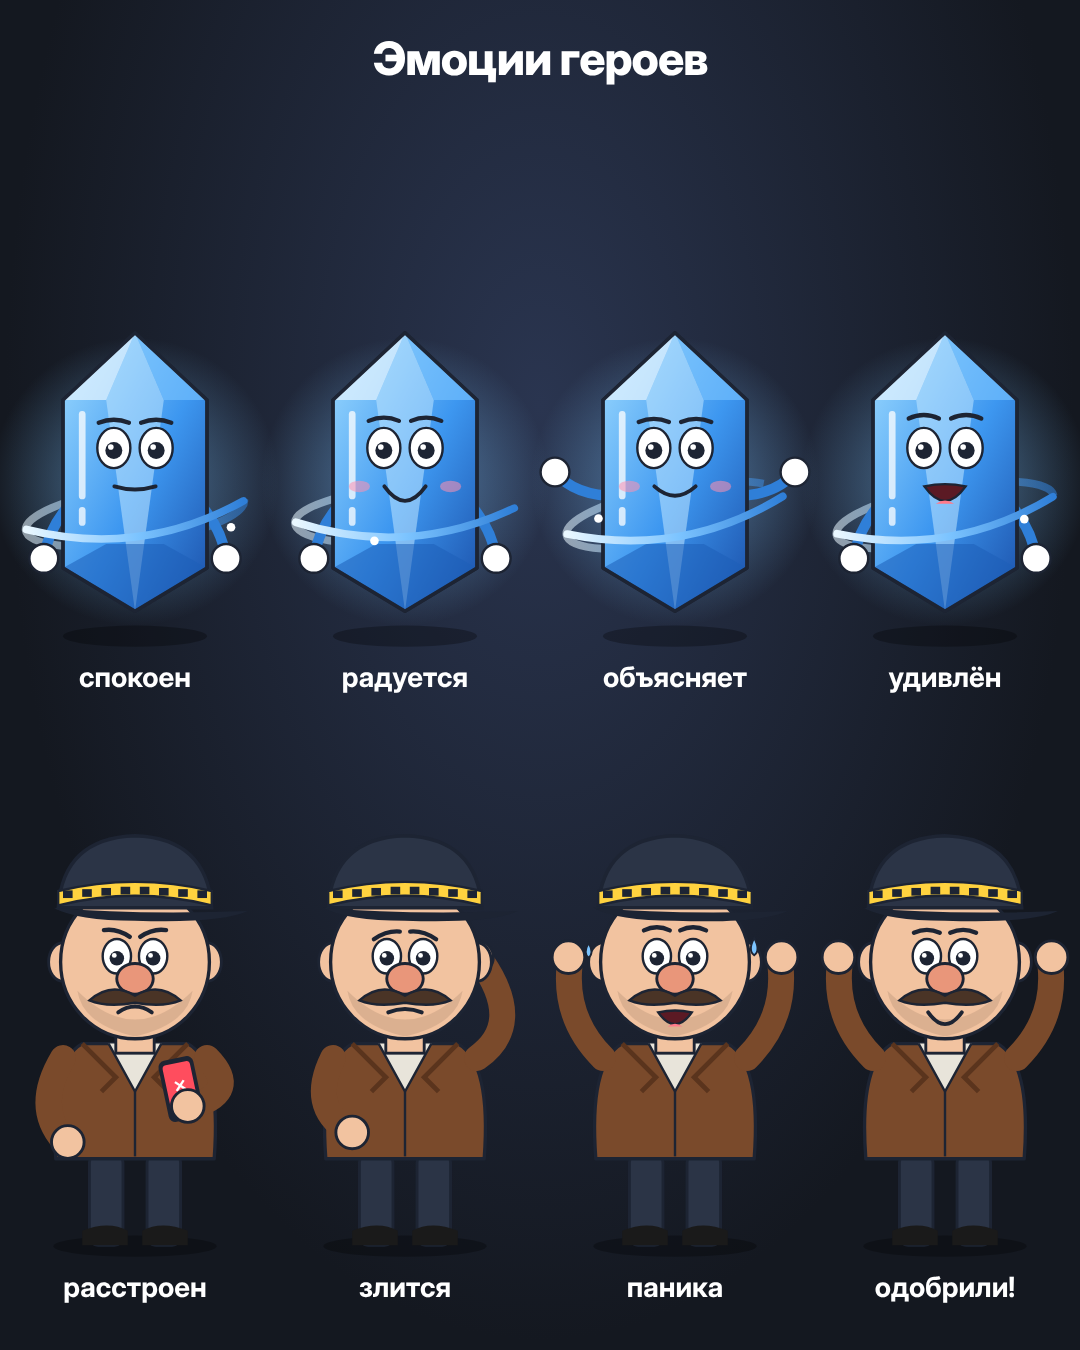 Эмоции героев
спокоен
радуется
объясняет
удивлён
расстроен
злится
паника
одобрили!